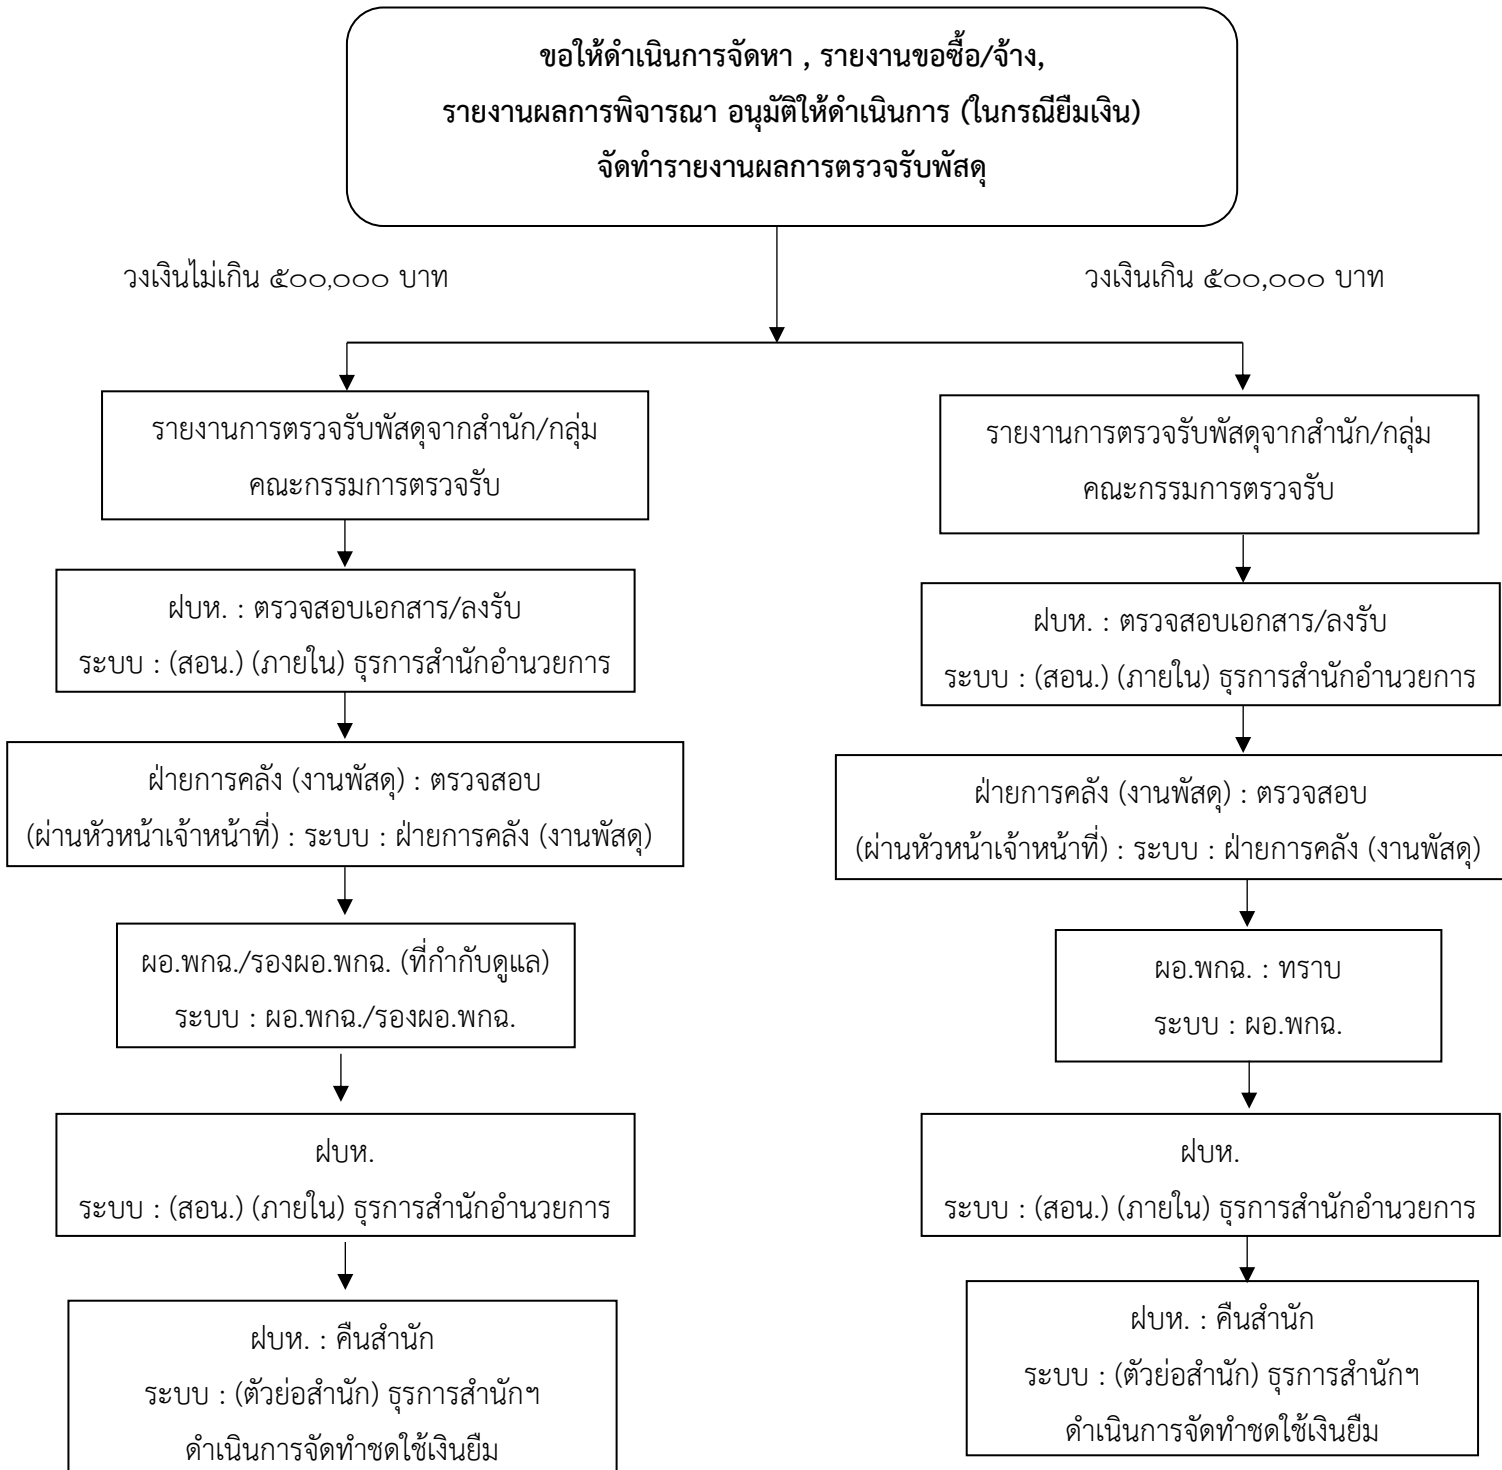 ขอให้ดำเนินการจัดหา , รายงานขอซื้อ/จ้าง,
รายงานผลการพิจารณา อนุมัติให้ดำเนินการ (ในกรณียืมเงิน)
จัดทำรายงานผลการตรวจรับพัสดุ
วงเงินไม่เกิน ๕๐๐,๐๐๐ บาท
รายงานการตรวจรับพัสดุจากสำนัก/กลุ่ม
คณะกรรมการตรวจรับ
ฝบห. : ตรวจสอบเอกสาร/ลงรับ
ระบบ : (สอน.) (ภายใน) ธุรการสำนักอำนวยการ
ฝ่ายการคลัง (งานพัสดุ) : ตรวจสอบ
(ผ่านหัวหน้าเจ้าหน้าที่) : ระบบ : ฝ่ายการคลัง (งานพัสดุ)
ผอ.พกฉ./รองผอ.พกฉ. (ที่กำกับดูแล)
ระบบ : ผอ.พกฉ./รองผอ.พกฉ.
ฝบห.
ระบบ : (สอน.) (ภายใน) ธุรการสำนักอำนวยการ
ฝบห. : คืนสำนัก
ระบบ : (ตัวย่อสำนัก) ธุรการสำนักฯ
ดำเนินการจัดทำชดใช้เงินยืม
วงเงินเกิน ๕๐๐,๐๐๐ บาท
รายงานการตรวจรับพัสดุจากสำนัก/กลุ่ม
คณะกรรมการตรวจรับ
ฝบห. : ตรวจสอบเอกสาร/ลงรับ
ระบบ : (สอน.) (ภายใน) ธุรการสำนักอำนวยการ
ฝ่ายการคลัง (งานพัสดุ) : ตรวจสอบ
(ผ่านหัวหน้าเจ้าหน้าที่) : ระบบ : ฝ่ายการคลัง (งานพัสดุ)
ผอ.พกฉ. : ทราบ
ระบบ : ผอ.พกฉ.
ฝบห.
ระบบ : (สอน.) (ภายใน) ธุรการสำนักอำนวยการ
ฝบห. : คืนสำนัก
ระบบ : (ตัวย่อสำนัก) ธุรการสำนักฯ
ดำเนินการจัดทำชดใช้เงินยืม